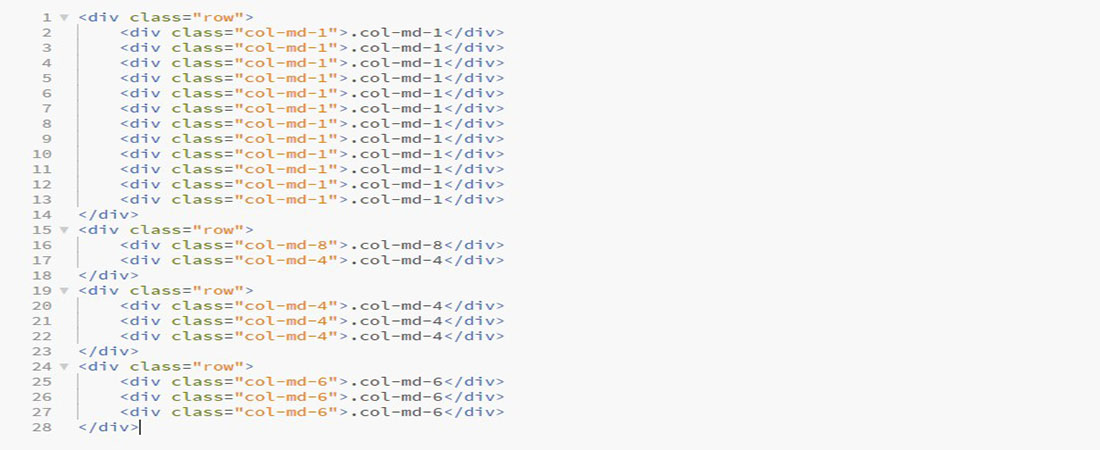 1 <div class="row">
2     <div class="col-md-1">.col-md-1</div>
3     <div class="col-md-1">.col-md-1</div>
4     <div class="col-md-1">.col-md-1</div>
5     <div class="col-md-1">.col-md-1</div>
6     <div class="col-md-1">.col-md-1</div>
7     <div class="col-md-1">.col-md-1</div>
8     <div class="col-md-1">.col-md-1</div>
9     <div class="col-md-1">.col-md-1</div>
10     <div class="col-md-1">.col-md-1</div>
11     <div class="col-md-1">.col-md-1</div>
12     <div class="col-md-1">.col-md-1</div>
13     <div class="col-md-1">.col-md-1</div>
14 </div>
15 <div class="row">
16     <div class="col-md-8">.col-md-8</div>
17     <div class="col-md-4">.col-md-4</div>
18 </div>
19 <div class="row">
20     <div class="col-md-4">.col-md-4</div>
21     <div class="col-md-4">.col-md-4</div>
22     <div class="col-md-4">.col-md-4</div>
23 </div>
24 <div class="row">
25     <div class="col-md-6">.col-md-6</div>
26     <div class="col-md-6">.col-md-6</div>
27     <div class="col-md-6">.col-md-6</div>
28 </div>